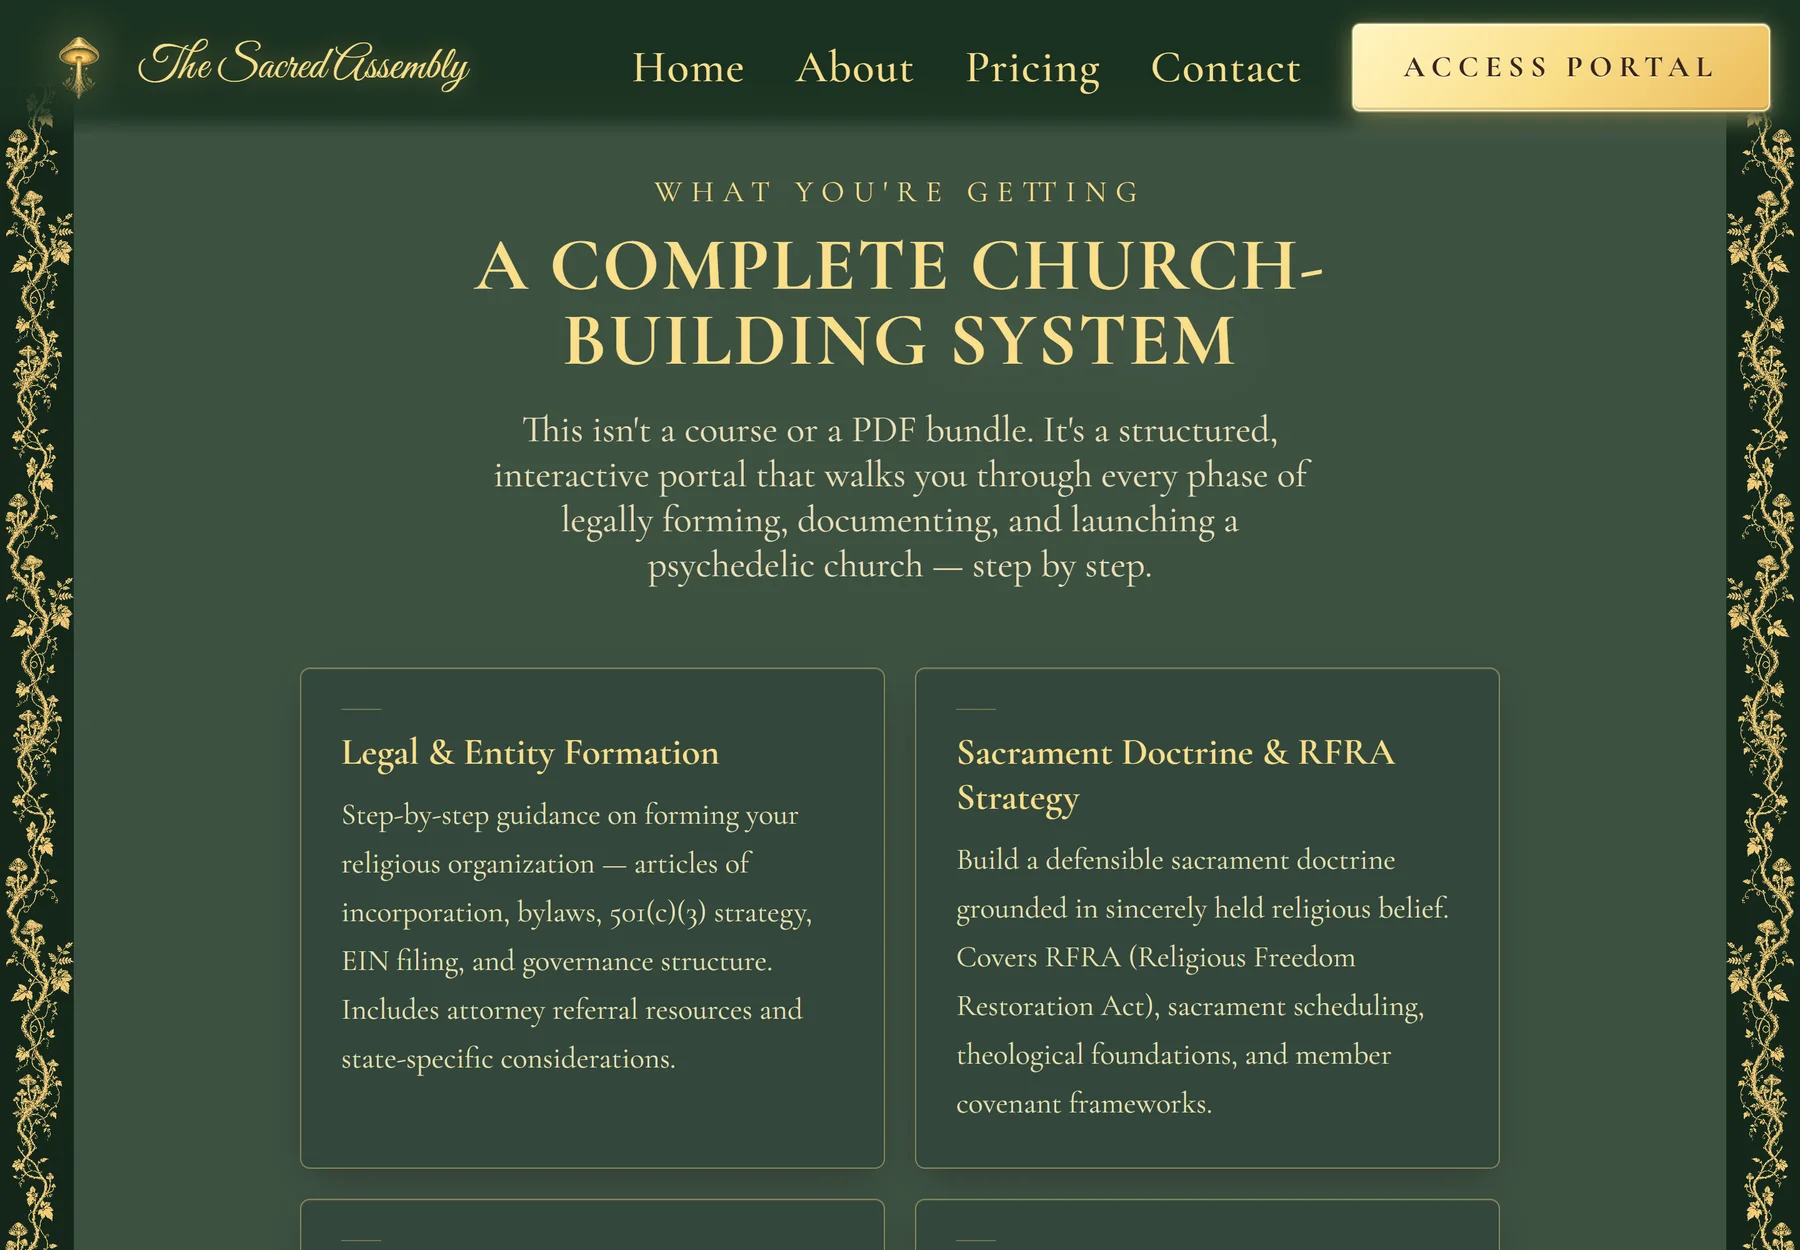 The Sacred Assembly
Home About Pricing Contact ACCESS PORTAL
WHAT YOU'RE GETTING
A COMPLETE CHURCH-
BUILDING SYSTEM
This isn't a course or a PDF bundle. It's a structured,
interactive portal that walks you through every phase of
legally forming, documenting, and launching a
psychedelic church — step by step.
Legal & Entity Formation
Step-by-step guidance on forming your
religious organization — articles of
incorporation, bylaws, 501(c)(3) strategy,
EIN filing, and governance structure.
Includes attorney referral resources and
state-specific considerations.
Sacrament Doctrine & RFRA
Strategy
Build a defensible sacrament doctrine
grounded in sincerely held religious belief.
Covers RFRA (Religious Freedom
Restoration Act), sacrament scheduling,
theological foundations, and member
covenant frameworks.